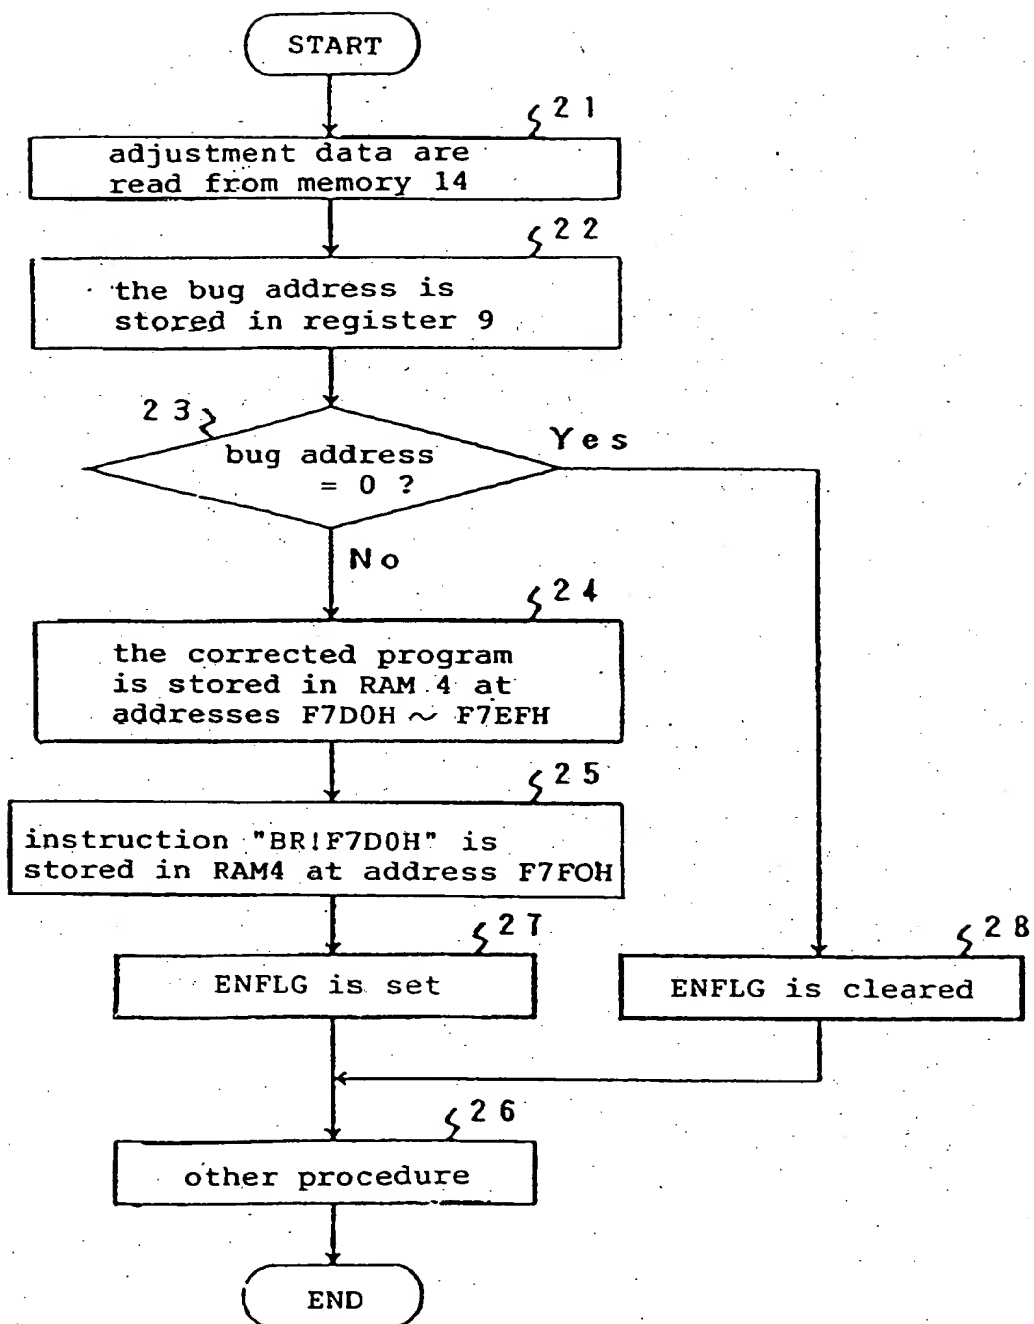 START
21
adjustment data are
read from memory 14
22
the bug address is
stored in register 9
23
bug address
= 0 ?
Yes
No
24
the corrected program
is stored in RAM 4 at
addresses F7D0H ~ F7EFH
25
instruction "BR!F7D0H" is
stored in RAM4 at address F7F0H
27
ENFLG is set
28
ENFLG is cleared
26
other procedure
END